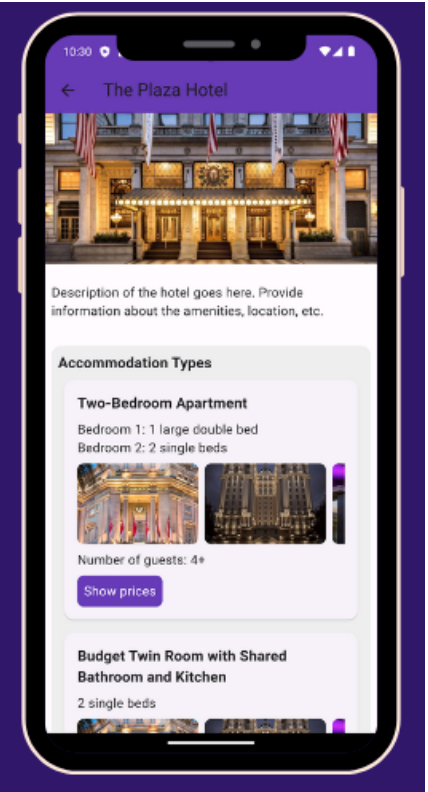 10:30
The Plaza Hotel
Description of the hotel goes here. Provide
information about the amenities, location, etc.
Accommodation Types
Two-Bedroom Apartment
Bedroom 1: 1 large double bed
Bedroom 2: 2 single beds
Number of guests: 4+
Show prices
Budget Twin Room with Shared
Bathroom and Kitchen
2 single beds